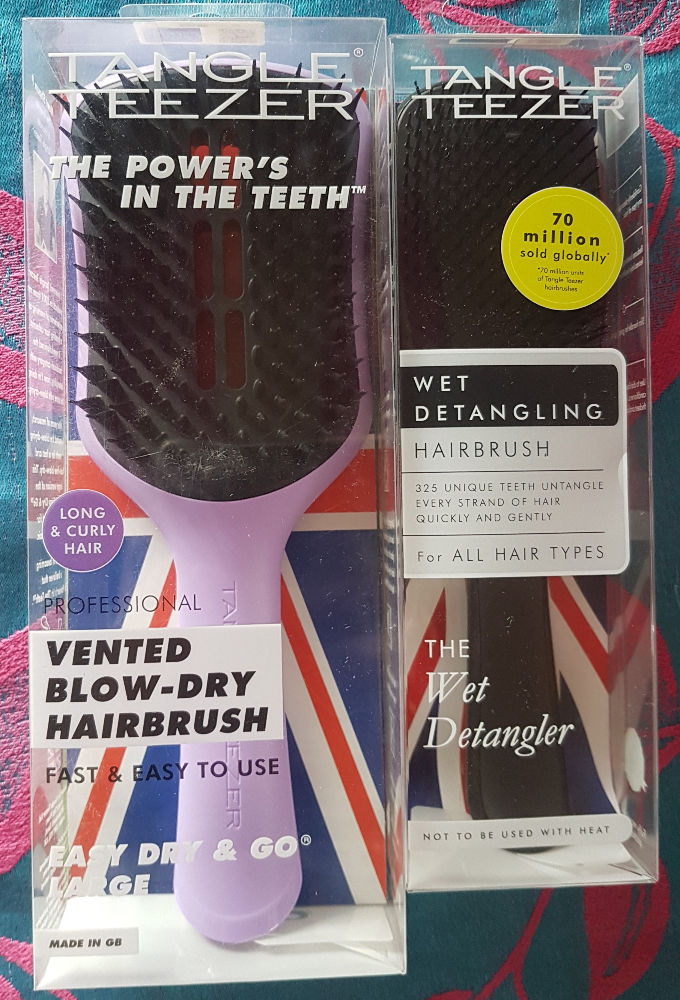 TANGLE
TEEZER®
THE POWER'S
IN THE TEETH™
LONG
& CURLY
HAIR
PROFESSIONAL
VENTED
BLOW-DRY
HAIRBRUSH
FAST & EASY TO USE
TEEZER
EASY DRY & GO®
LARGE
MADE IN GB
TANGLE
TEEZER®
70
million
sold globally*
*70 million units
of Tangle Teezer
hairbrushes
WET
DETANGLING
HAIRBRUSH
325 UNIQUE TEETH UNTANGLE
EVERY STRAND OF HAIR
QUICKLY AND GENTLY
For ALL HAIR TYPES
THE
Wet
Detangler
NOT TO BE USED WITH HEAT